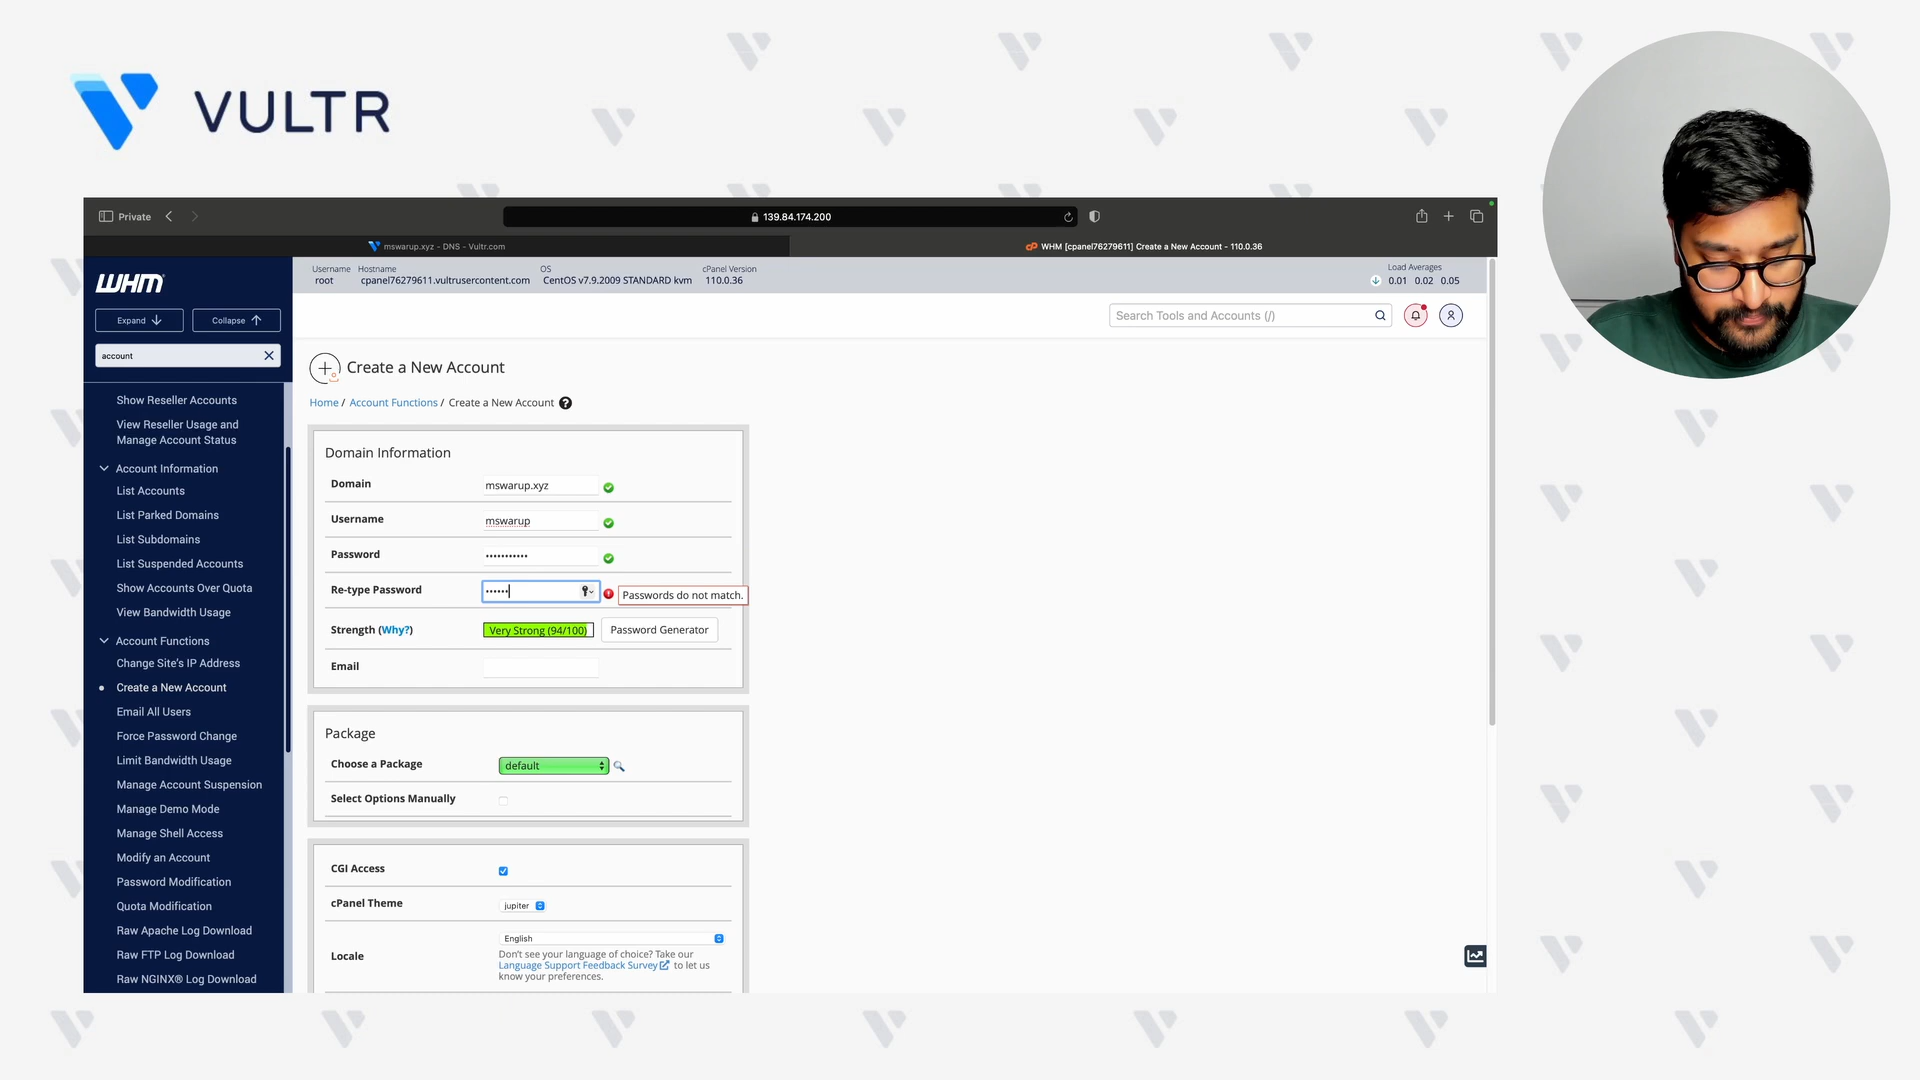 VULTR
Private
139.84.174.200
mswarup.xyz - DNS - Vultr.com
WHM [cpanel76279611] Create a New Account - 110.0.36
WHM
Username Hostname OS cPanel Version
root cpanel76279611.vultrusercontent.com CentOS v7.9.2009 STANDARD kvm 110.0.36
Load Averages
0.01 0.02 0.05
Expand
Collapse
account
Search Tools and Accounts (/)
Show Reseller Accounts
View Reseller Usage and
Manage Account Status
Account Information
List Accounts
List Parked Domains
List Subdomains
List Suspended Accounts
Show Accounts Over Quota
View Bandwidth Usage
Account Functions
Change Site's IP Address
Create a New Account
Email All Users
Force Password Change
Limit Bandwidth Usage
Manage Account Suspension
Manage Demo Mode
Manage Shell Access
Modify an Account
Password Modification
Quota Modification
Raw Apache Log Download
Raw FTP Log Download
Raw NGINX® Log Download
Create a New Account
Home / Account Functions / Create a New Account
Domain Information
Domain mswarup.xyz
Username mswarup
Password •••••••••••
Re-type Password •••••• Passwords do not match.
Strength (Why?) Very Strong (94/100) Password Generator
Email
Package
Choose a Package default
Select Options Manually
CGI Access
cPanel Theme jupiter
Locale English
Don't see your language of choice? Take our
Language Support Feedback Survey to let us
know your preferences.